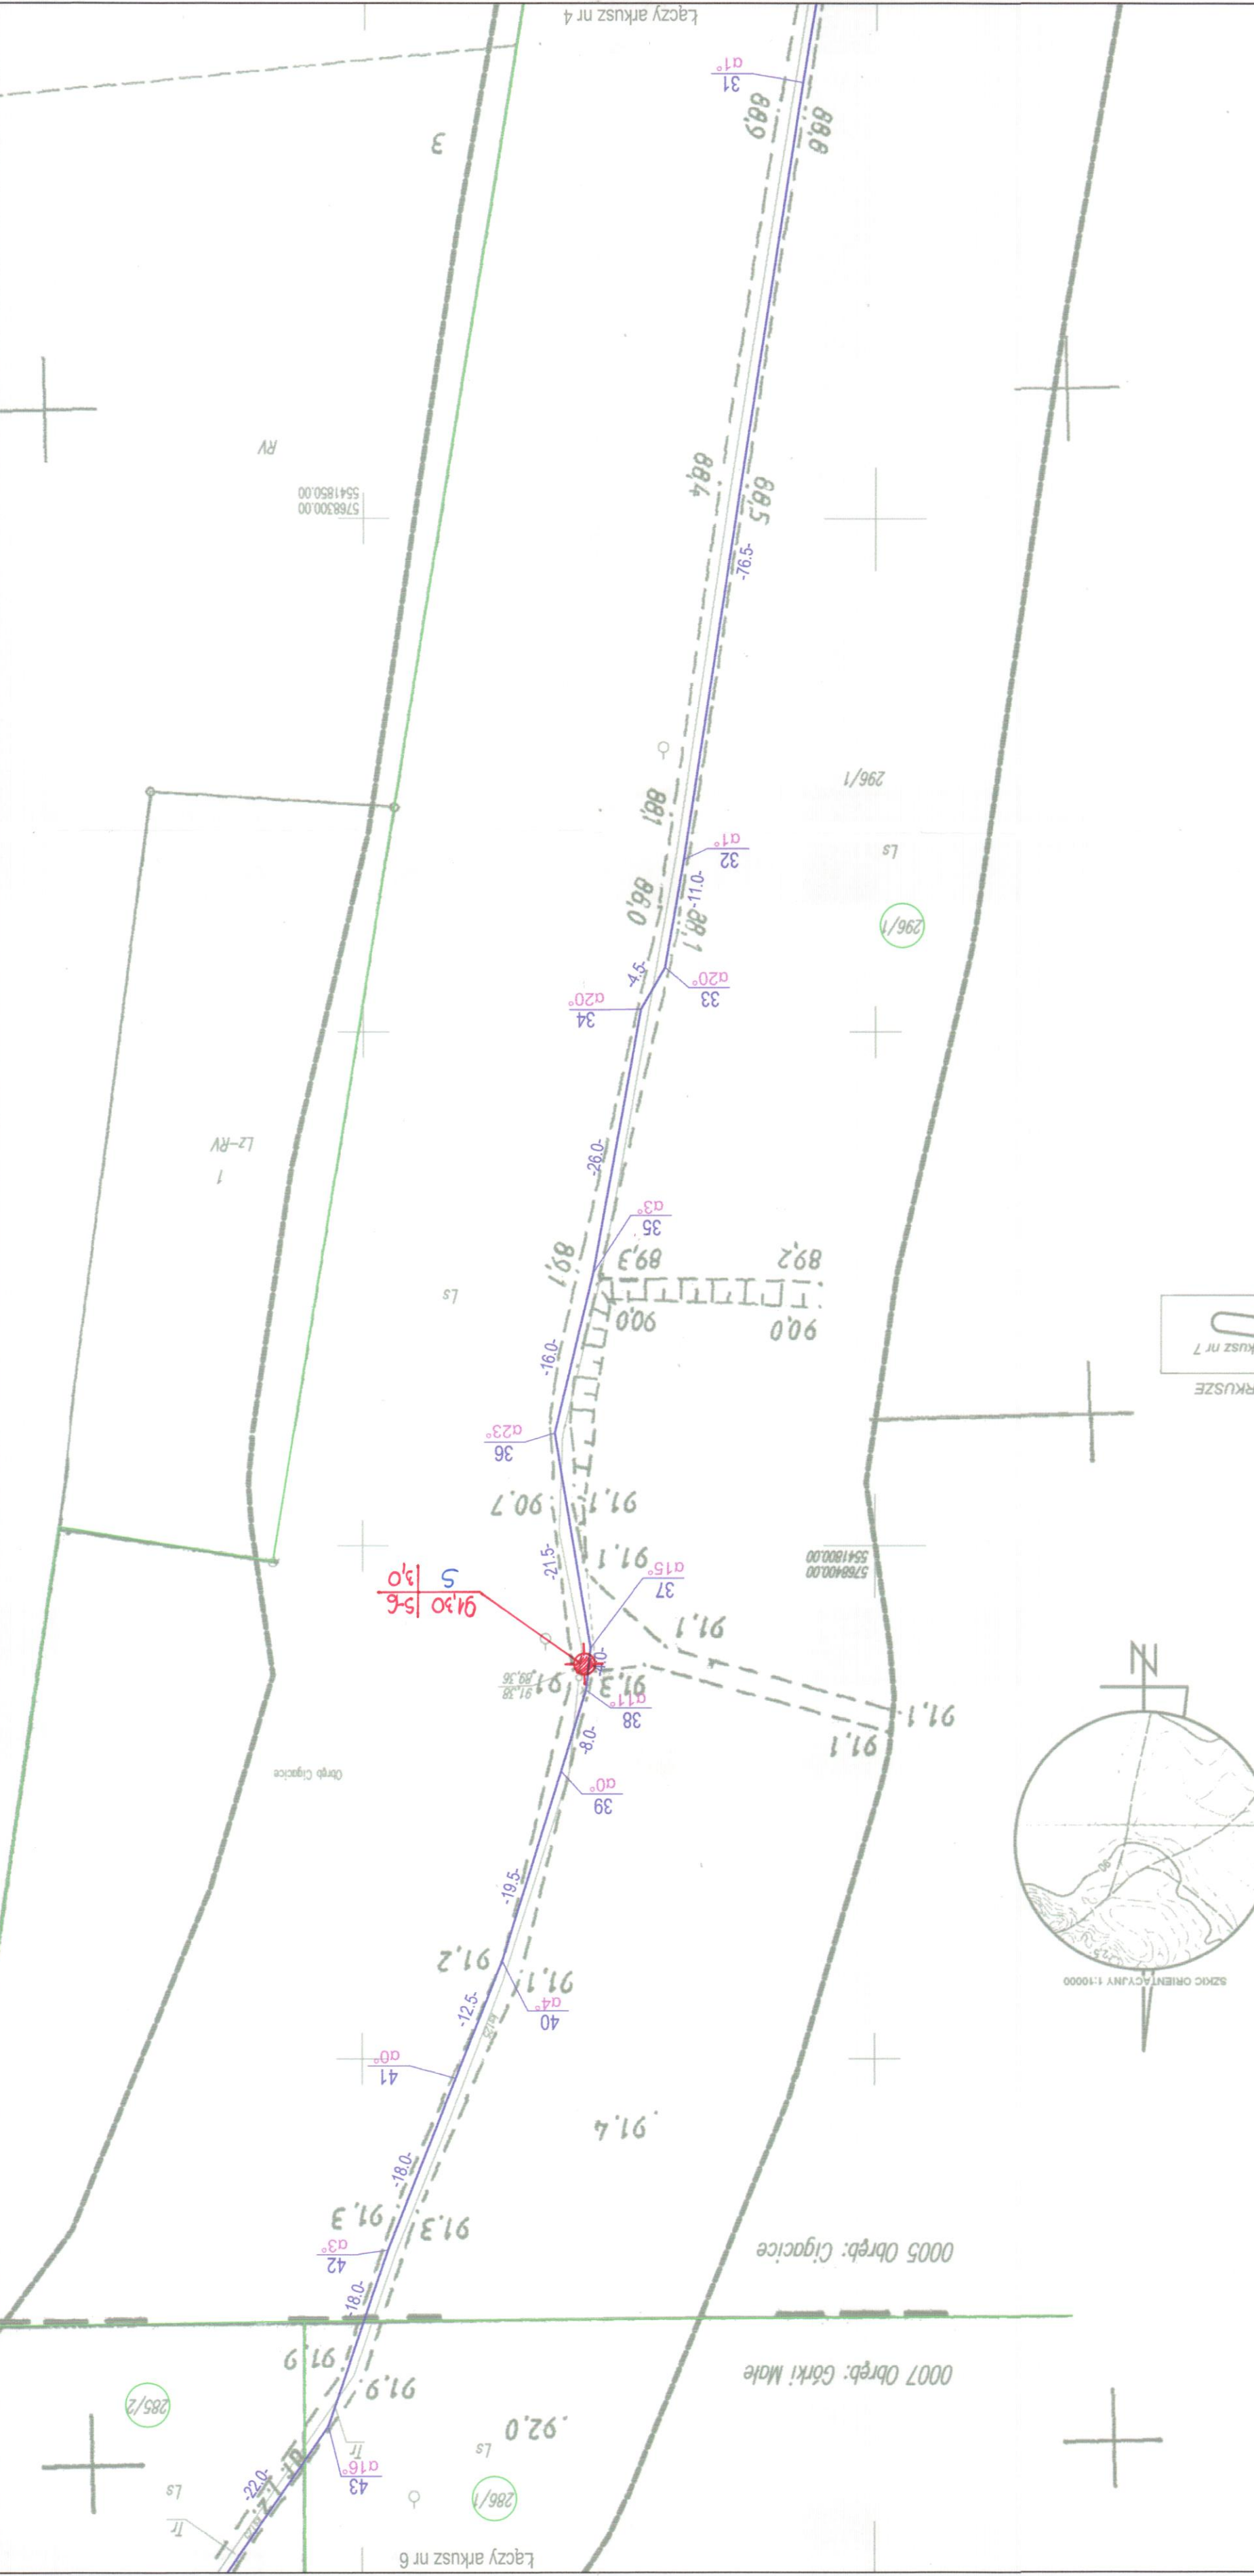 Łączy arkusz nr 6
286/1
Ls
92,0
43
α16°
Tr
-22.0-
Tr
Ls
285/2
0007 Obręb: Górki Małe
91,9
91,9
-18.0-
0005 Obręb: Cigacice
42
α3°
91.3
91,3
-18.0-
91.4
41
α0°
-12.5-
40
α4°
91,1
91,2
-19.5-
SZKIC ORIENTACYJNY 1:10000
N
39
α0°
Obręb Cigacice
-8.0-
38
α11°
91,1
91,1
91,3
91,38
89,36
91,30
S-6
S
3,0
91,1
37
α15°
5768400.00
5541800.00
91.1
-21.5-
91,1
90.7
36
α23°
ARKUSZE
-16.0-
90,0
90,0
89,2
89,3
89,1
Ls
35
α3°
1
Lz-RV
-26.0-
34
α20°
33
α20°
-4.5-
88,1
296/1
86,0
-11.0-
32
α1°
Ls
88,1
296/1
-76.5-
88,5
88,4
5768300.00
5541850.00
RV
3
88,8
88,9
31
α1°
Łączy arkusz nr 4